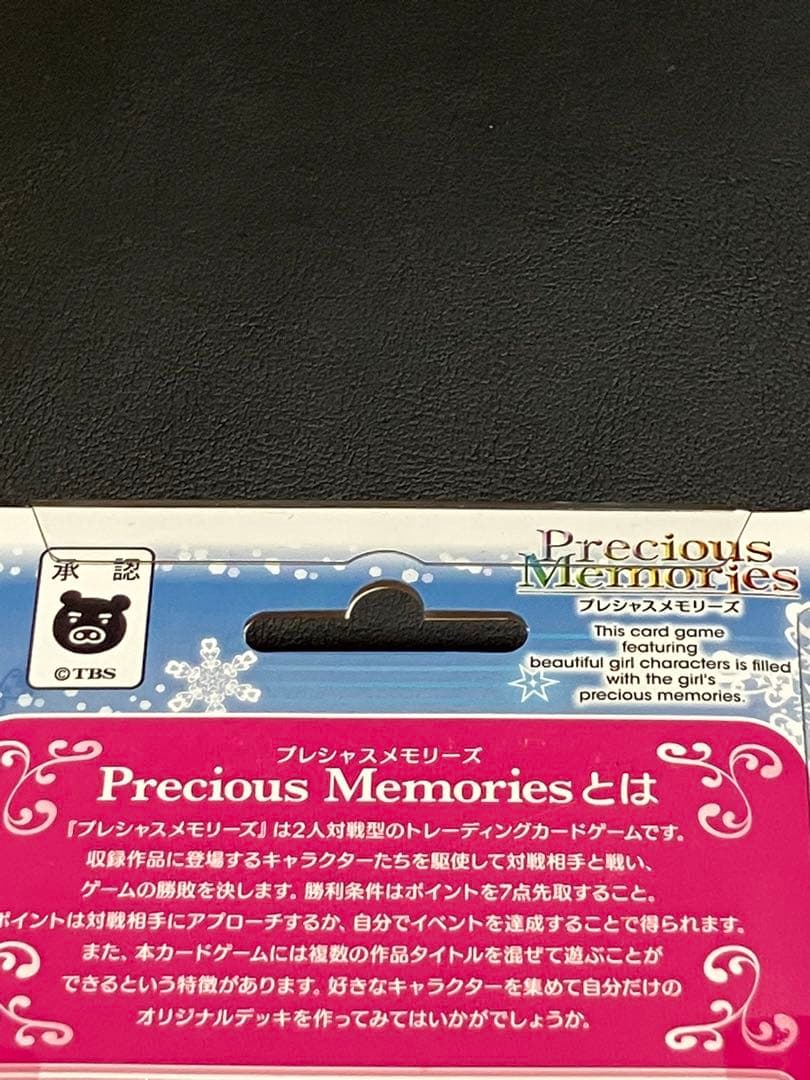 承認
©TBS
Precious
Memories
プレシャスメモリーズ
This card game
featuring
beautiful girl characters is filled
with the girl's
precious memories.
プレシャスメモリーズ
Precious Memoriesとは
『プレシャスメモリーズ』は2人対戦型のトレーディングカードゲームです。
収録作品に登場するキャラクターたちを駆使して対戦相手と戦い、
ゲームの勝敗を決します。勝利条件はポイントを7点先取すること。
ポイントは対戦相手にアプローチするか、自分でイベントを達成することで得られます。
また、本カードゲームには複数の作品タイトルを混ぜて遊ぶことが
できるという特徴があります。好きなキャラクターを集めて自分だけの
オリジナルデッキを作ってみてはいかがでしょうか。